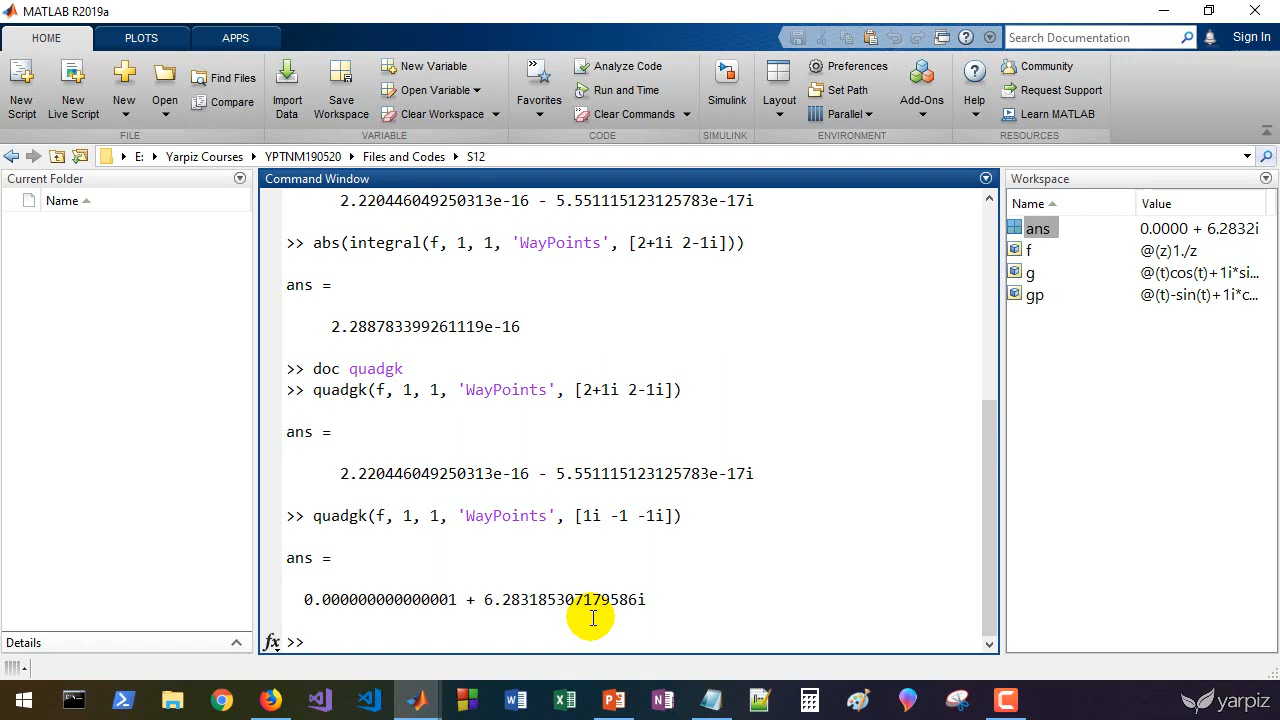 MATLAB R2019a
HOME PLOTS APPS Search Documentation Sign In
New Script New Live Script New Open Find Files Compare Import Data Save Workspace New Variable Open Variable Clear Workspace Favorites Analyze Code Run and Time Clear Commands Simulink Layout Preferences Set Path Parallel Add-Ons Help Community Request Support Learn MATLAB
FILE VARIABLE CODE SIMULINK ENVIRONMENT RESOURCES
E: Yarpiz Courses YPTNM190520 Files and Codes S12
Current Folder
Name
Details
Command Window
2.220446049250313e-16 - 5.551115123125783e-17i
>> abs(integral(f, 1, 1, 'WayPoints', [2+1i 2-1i]))
ans =
2.288783399261119e-16
>> doc quadgk
>> quadgk(f, 1, 1, 'WayPoints', [2+1i 2-1i])
ans =
2.220446049250313e-16 - 5.551115123125783e-17i
>> quadgk(f, 1, 1, 'WayPoints', [1i -1 -1i])
ans =
0.000000000000001 + 6.283185307179586i
fx >>
Workspace
Name Value
ans 0.0000 + 6.2832i
f @(z)1./z
g @(t)cos(t)+1i*si...
gp @(t)-sin(t)+1i*c...
yarpiz